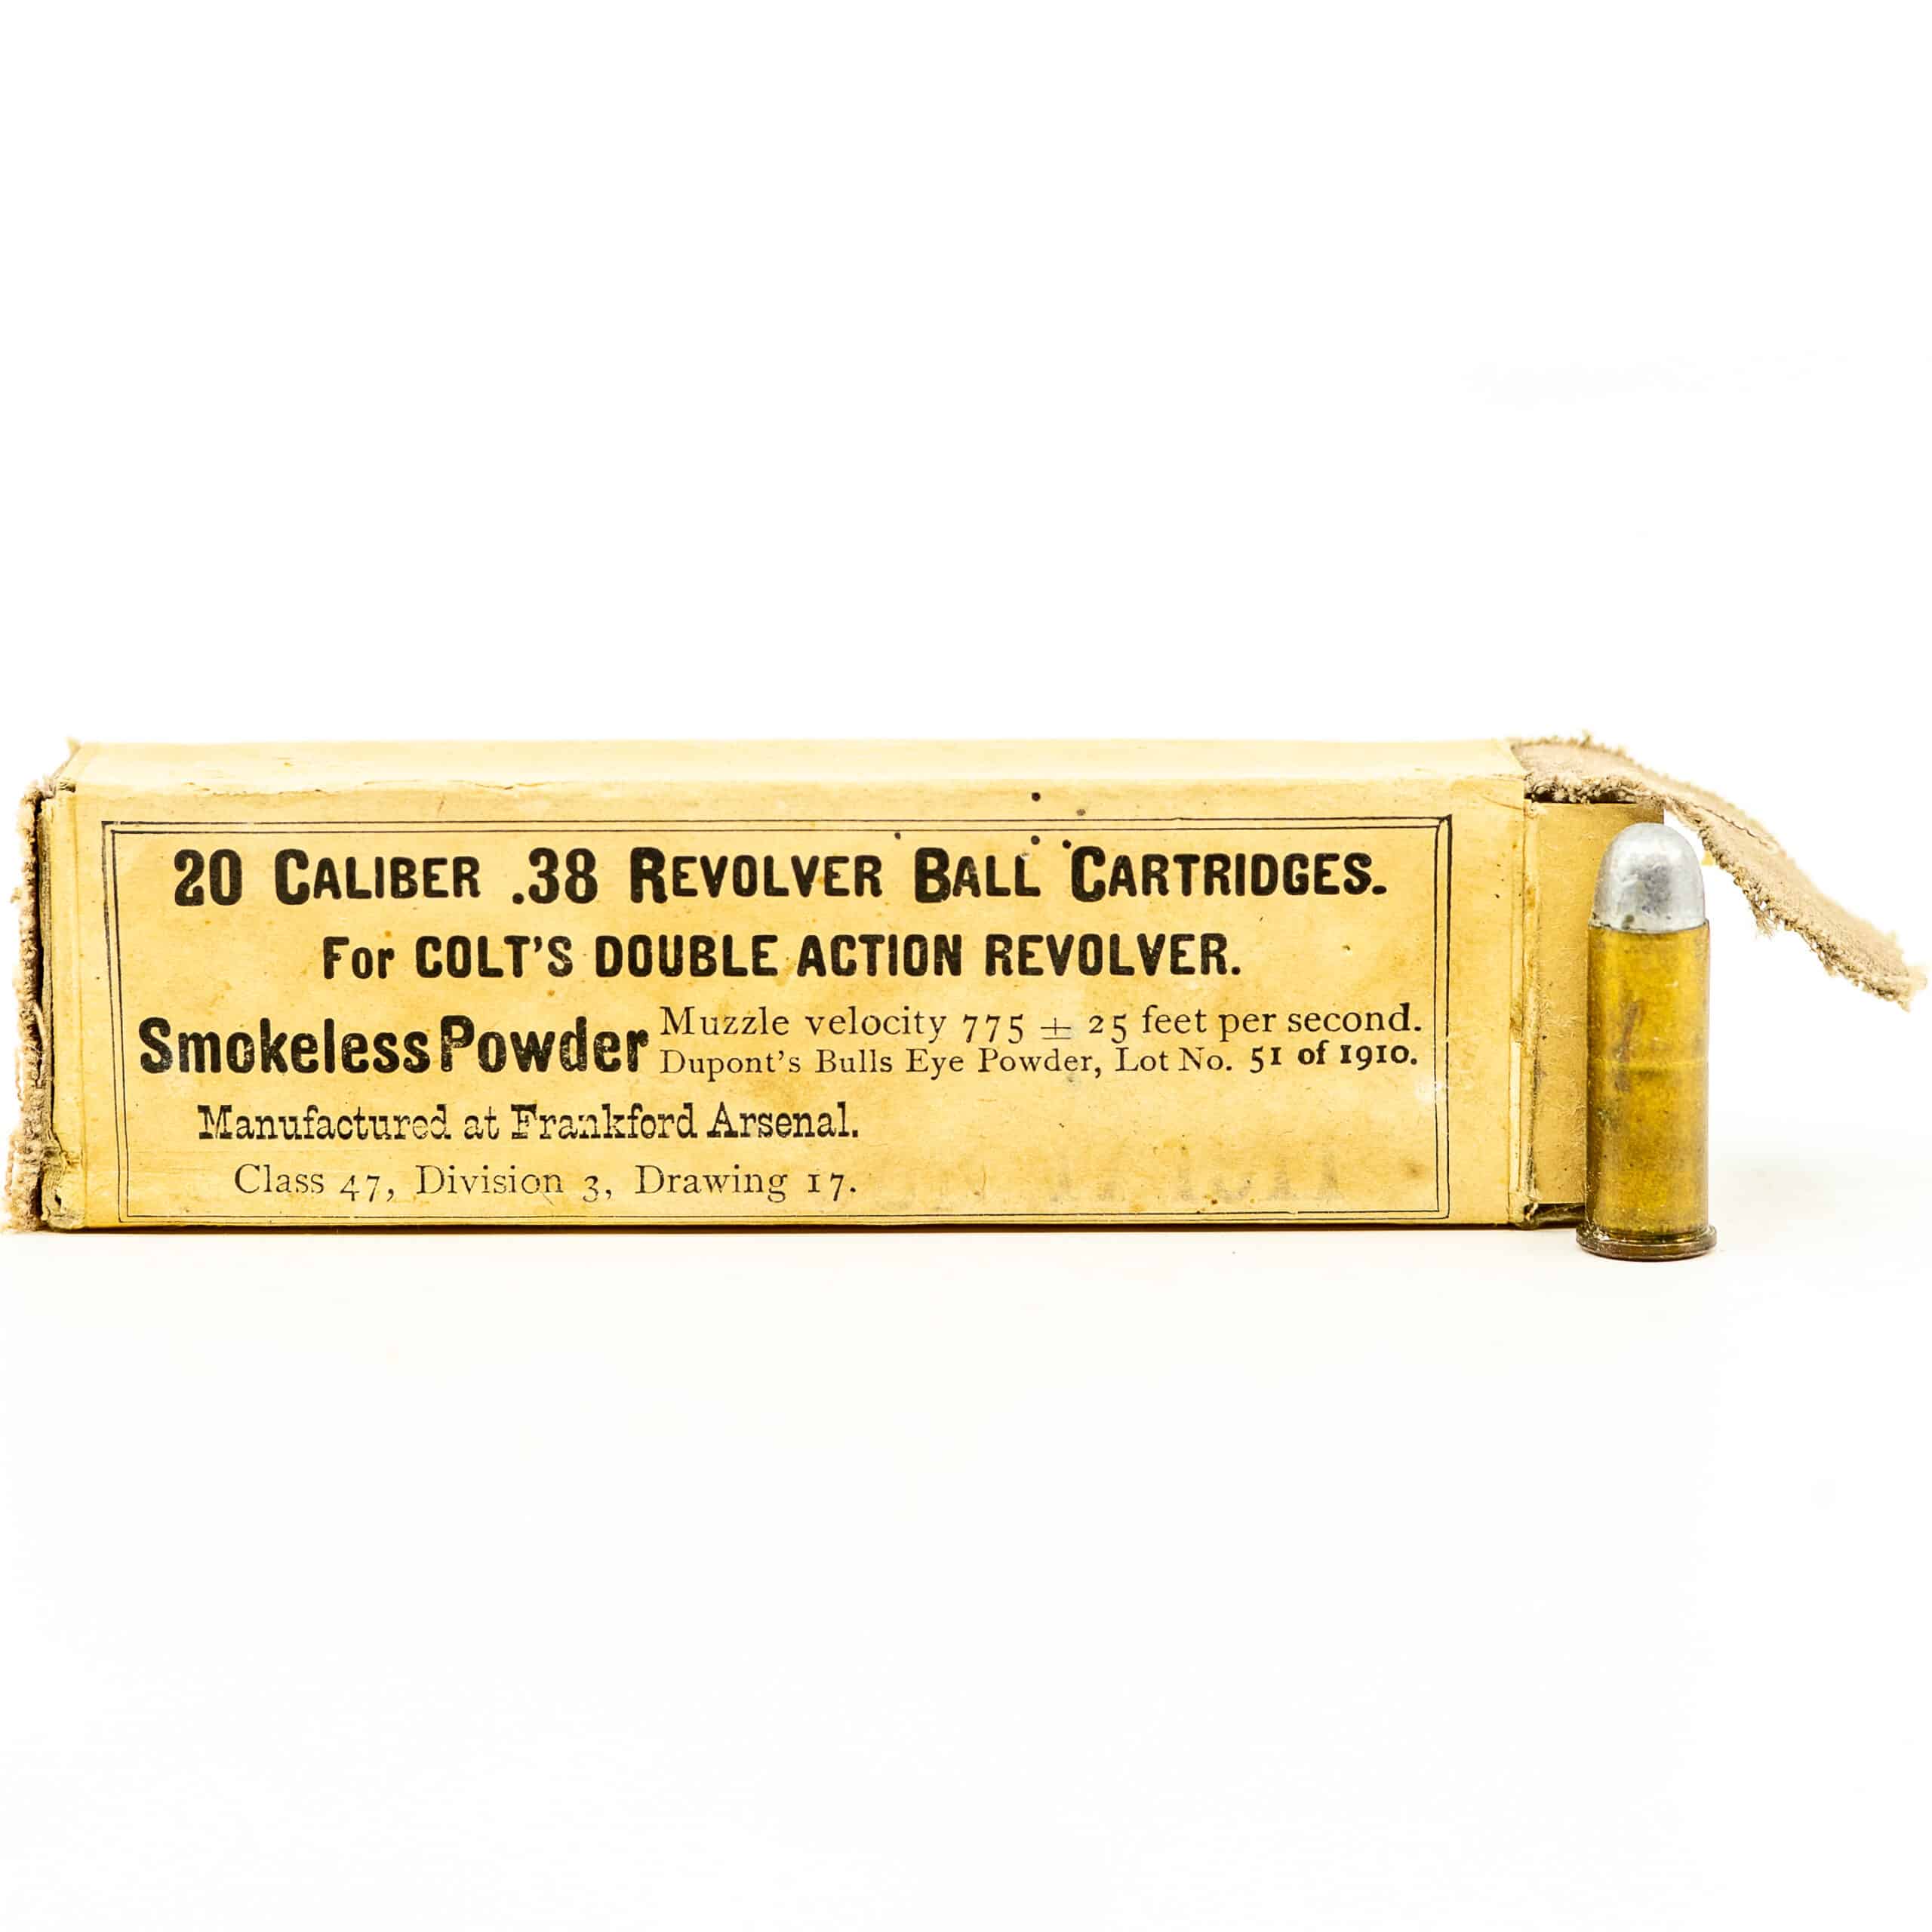 20 CALIBER .38 REVOLVER BALL CARTRIDGES.
For COLT'S DOUBLE ACTION REVOLVER.
Smokeless Powder Muzzle velocity 775 ± 25 feet per second.
Dupont's Bulls Eye Powder, Lot No. 51 of 1910.
Manufactured at Frankford Arsenal.
Class 47, Division 3, Drawing 17.